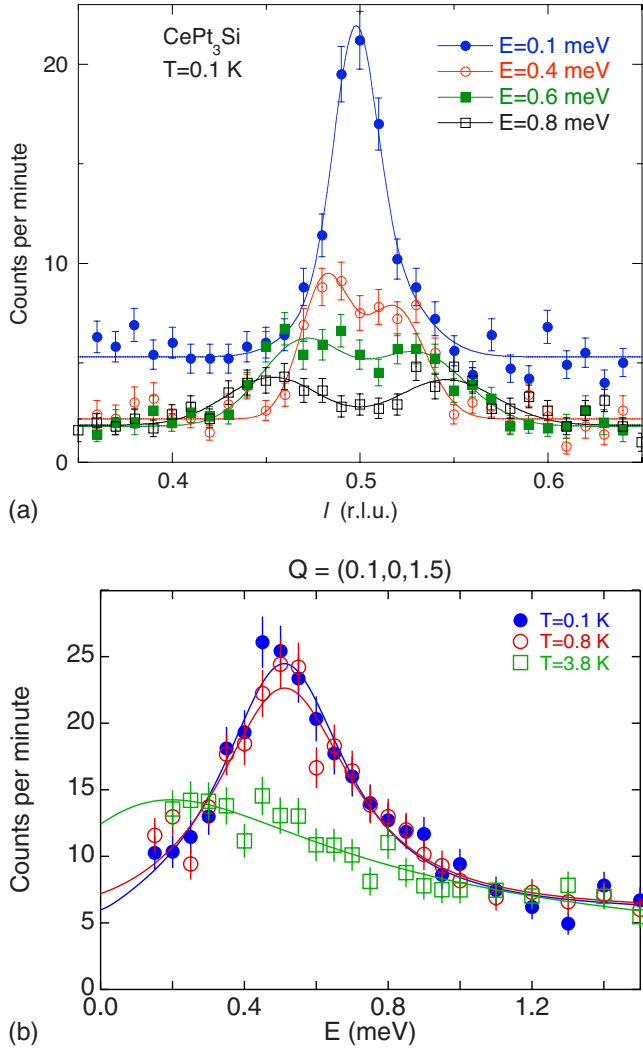 CePt3Si
T=0.1 K
E=0.1 meV
E=0.4 meV
E=0.6 meV
E=0.8 meV
20
10
0
Counts per minute
0.4
0.5
0.6
l (r.l.u.)
(a)
Q = (0.1,0,1.5)
T=0.1 K
T=0.8 K
T=3.8 K
25
20
15
10
5
0
Counts per minute
0.0
0.4
0.8
1.2
E (meV)
(b)